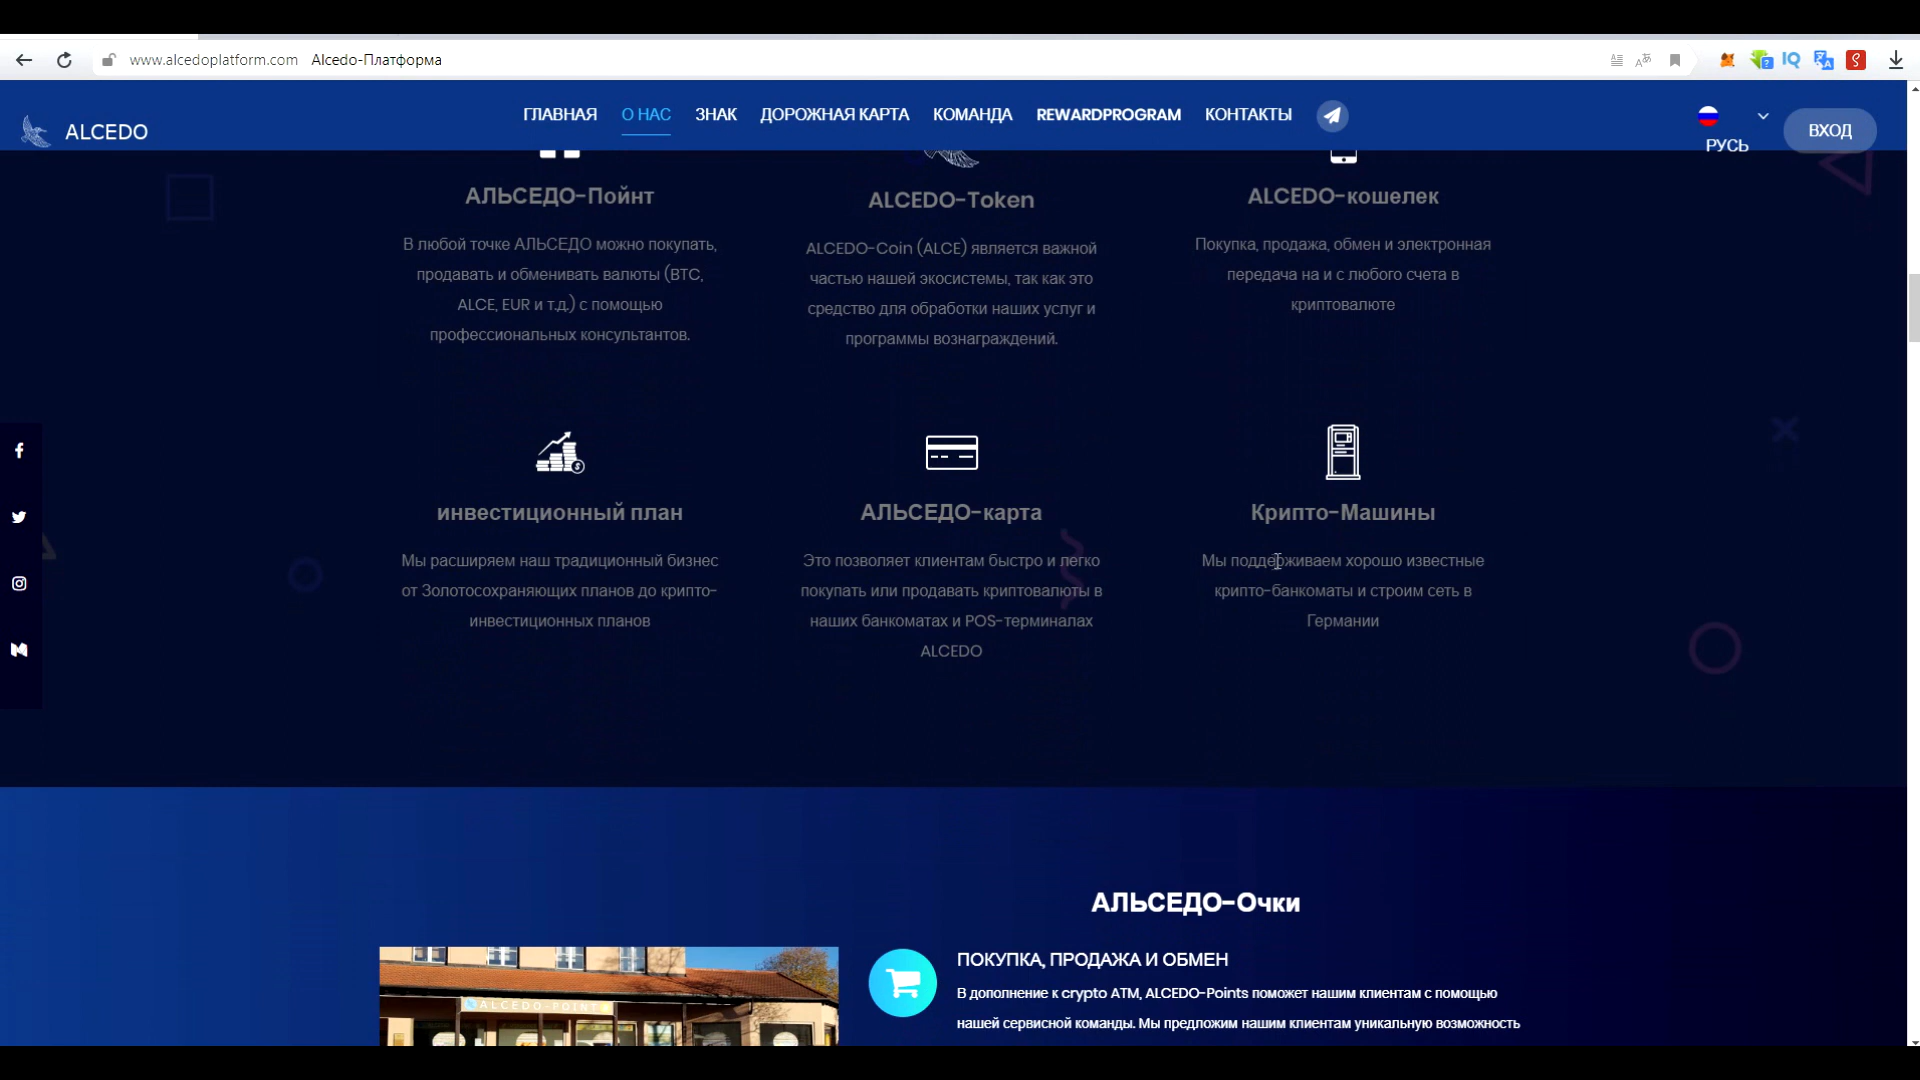 www.alcedoplatform.com Alcedo-Платформа
ALCEDO
ГЛАВНАЯ О НАС ЗНАК ДОРОЖНАЯ КАРТА КОМАНДА REWARDPROGRAM КОНТАКТЫ
РУСЬ
ВХОД
АЛЬСЕДО-Пойнт
В любой точке АЛЬСЕДО можно покупать,
продавать и обменивать валюты (BTC,
ALCE, EUR и т.д.) с помощью
профессиональных консультантов.
ALCEDO-Token
ALCEDO-Coin (ALCE) является важной
частью нашей экосистемы, так как это
средство для обработки наших услуг и
программы вознаграждений.
ALCEDO-кошелек
Покупка, продажа, обмен и электронная
передача на и с любого счета в
криптовалюте
инвестиционный план
Мы расширяем наш традиционный бизнес
от Золотосохраняющих планов до крипто-
инвестиционных планов
АЛЬСЕДО-карта
Это позволяет клиентам быстро и легко
покупать или продавать криптовалюты в
наших банкоматах и POS-терминалах
ALCEDO
Крипто-Машины
Мы поддерживаем хорошо известные
крипто-банкоматы и строим сеть в
Германии
АЛЬСЕДО-Очки
ALCEDO-POINT
ПОКУПКА, ПРОДАЖА И ОБМЕН
В дополнение к crypto ATM, ALCEDO-Points поможет нашим клиентам с помощью
нашей сервисной команды. Мы предложим нашим клиентам уникальную возможность